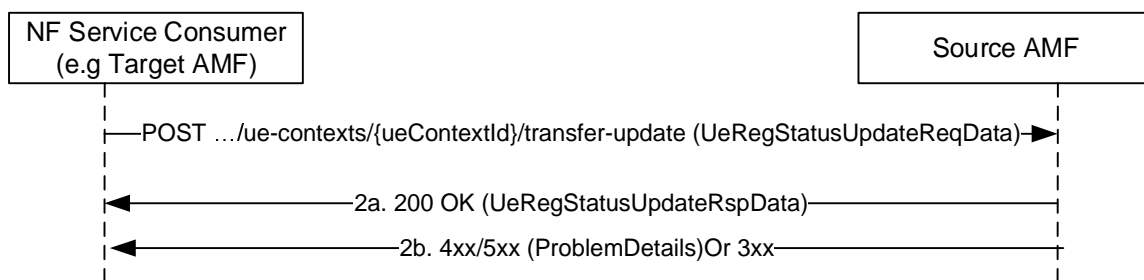 NF Service Consumer
(e.g Target AMF)
Source AMF
POST …/ue-contexts/{ueContextId}/transfer-update (UeRegStatusUpdateReqData)
2a. 200 OK (UeRegStatusUpdateRspData)
2b. 4xx/5xx (ProblemDetails)Or 3xx